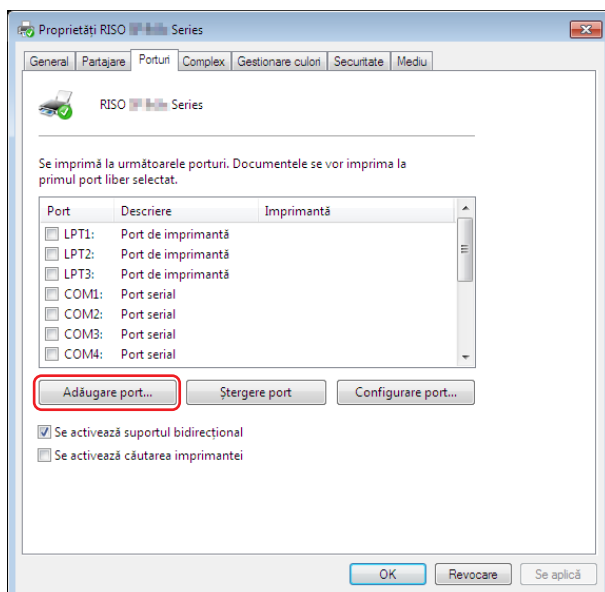 Proprietăți RISO Series
General Partajare Porturi Complex Gestionare culori Securitate Mediu
RISO Series
Se imprimă la următoarele porturi. Documentele se vor imprima la
primul port liber selectat.
Port Descriere Imprimantă
LPT1: Port de imprimantă
LPT2: Port de imprimantă
LPT3: Port de imprimantă
COM1: Port serial
COM2: Port serial
COM3: Port serial
COM4: Port serial
Adăugare port... Ștergere port Configurare port...
Se activează suportul bidirecțional
Se activează căutarea imprimantei
OK Revocare Se aplică